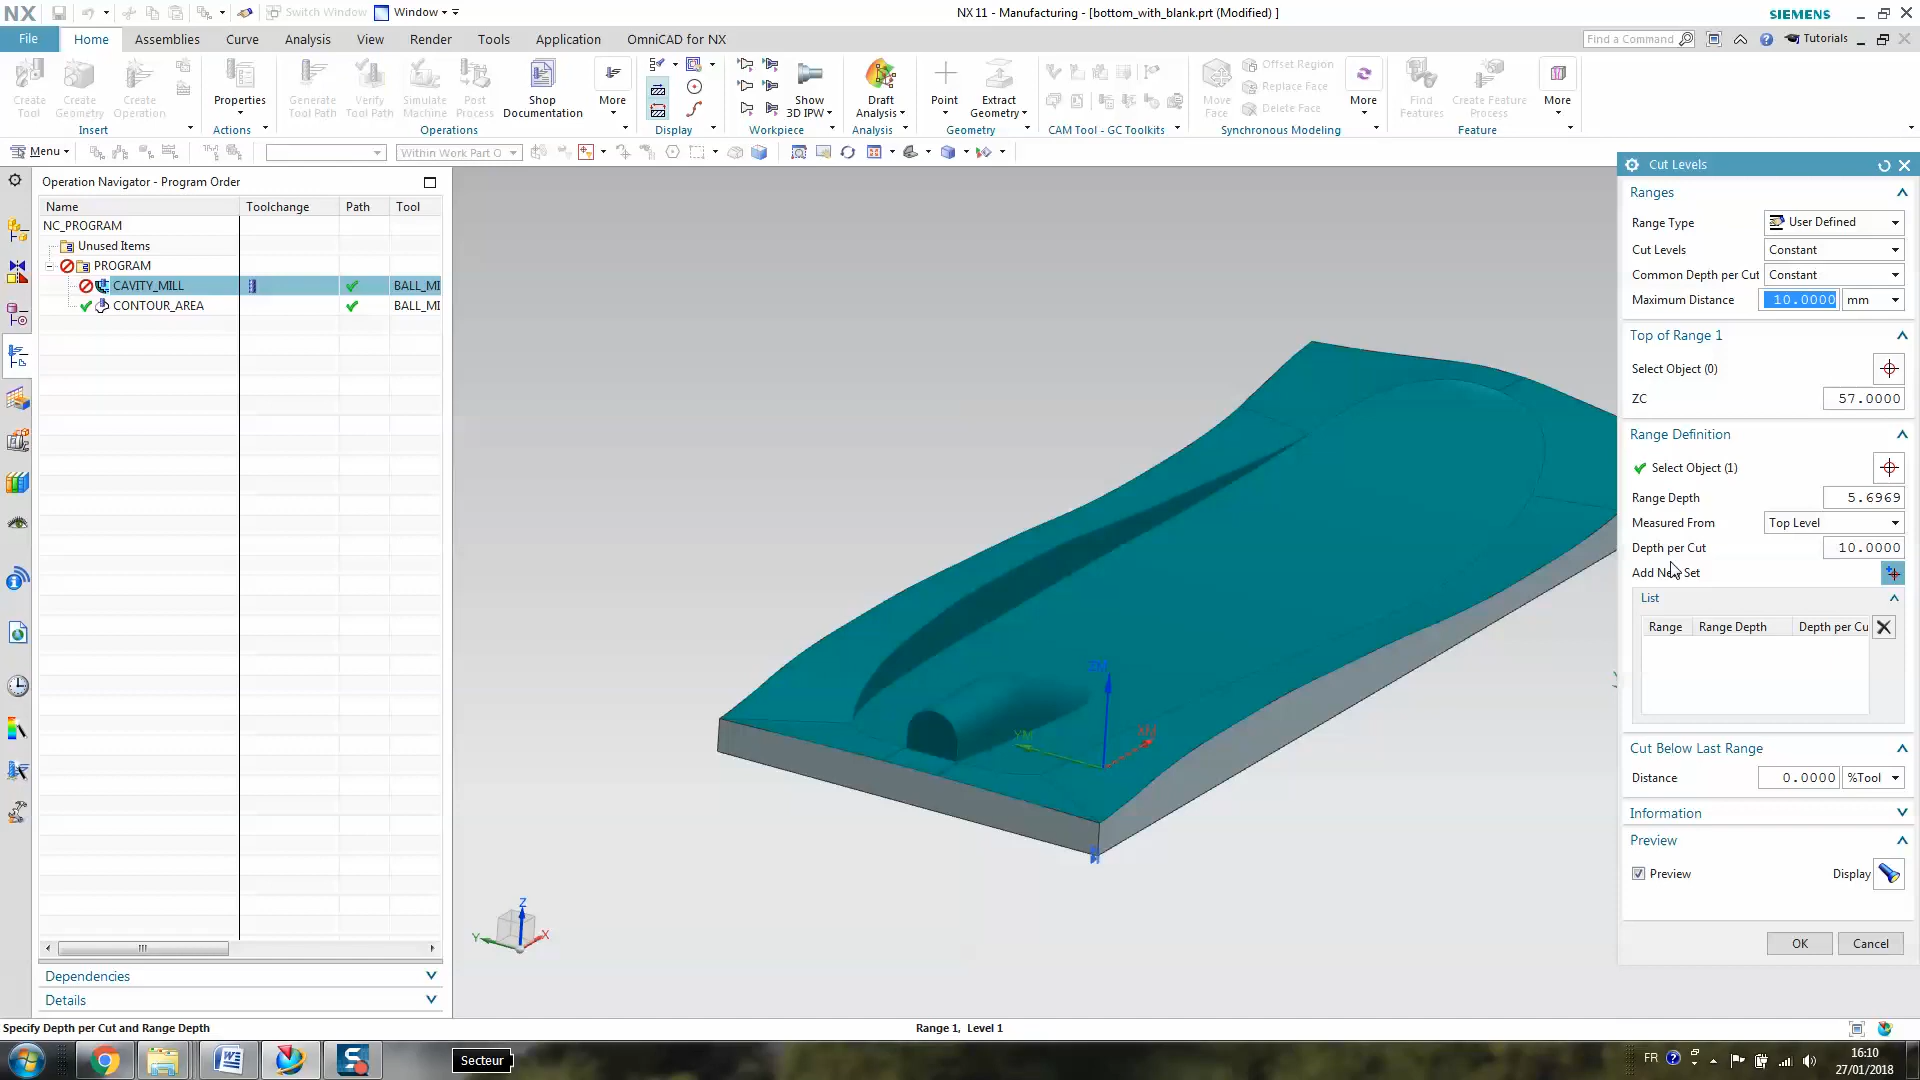 NX
Switch Window
Window
NX 11 - Manufacturing - [bottom_with_blank.prt (Modified) ]
SIEMENS
File
Home
Assemblies
Curve
Analysis
View
Render
Tools
Application
OmniCAD for NX
Find a Command
Tutorials
Create Tool
Create Geometry
Create Operation
Properties
Generate Tool Path
Verify Tool Path
Simulate Machine
Post Process
Shop Documentation
More
Show 3D IPW
Draft Analysis
Point
Extract Geometry
Move Face
Offset Region
Replace Face
Delete Face
More
Find Features
Create Feature Process
More
Insert
Actions
Operations
Display
Workpiece
Analysis
Geometry
CAM Tool - GC Toolkits
Synchronous Modeling
Feature
Menu
Within Work Part O
Operation Navigator - Program Order
Name
Toolchange
Path
Tool
NC_PROGRAM
Unused Items
PROGRAM
CAVITY_MILL
BALL_MI
CONTOUR_AREA
BALL_MI
Dependencies
Details
ZM
YM
XM
Z
Y
X
Cut Levels
Ranges
Range Type
User Defined
Cut Levels
Constant
Common Depth per Cut
Constant
Maximum Distance
10.0000
mm
Top of Range 1
Select Object (0)
ZC
57.0000
Range Definition
Select Object (1)
Range Depth
5.6969
Measured From
Top Level
Depth per Cut
10.0000
Add New Set
List
Range
Range Depth
Depth per Cu
Cut Below Last Range
Distance
0.0000
%Tool
Information
Preview
Preview
Display
OK
Cancel
Specify Depth per Cut and Range Depth
Range 1, Level 1
Secteur
FR
16:10
27/01/2018